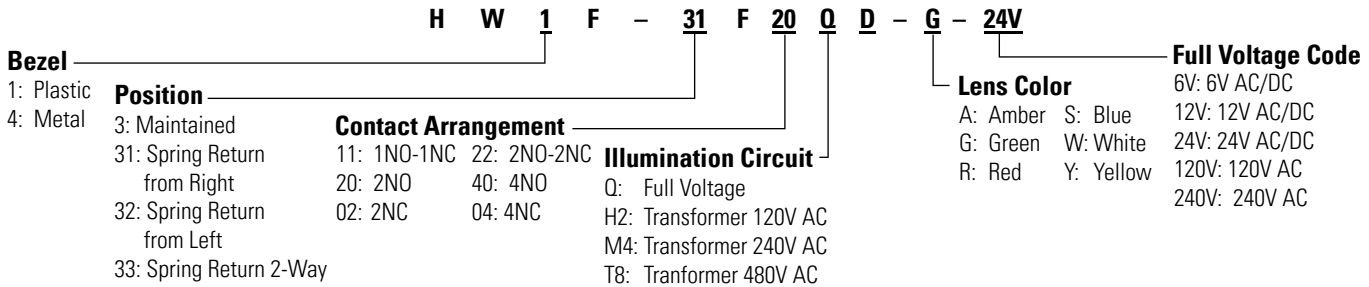 H W 1 F – 31 F 20 Q D – G – 24V
Bezel
1: Plastic
4: Metal
Position
3: Maintained
31: Spring Return
from Right
32: Spring Return
from Left
33: Spring Return 2-Way
Contact Arrangement
11: 1NO-1NC 22: 2NO-2NC
20: 2NO 40: 4NO
02: 2NC 04: 4NC
Illumination Circuit
Q: Full Voltage
H2: Transformer 120V AC
M4: Transformer 240V AC
T8: Tranformer 480V AC
Lens Color
A: Amber S: Blue
G: Green W: White
R: Red Y: Yellow
Full Voltage Code
6V: 6V AC/DC
12V: 12V AC/DC
24V: 24V AC/DC
120V: 120V AC
240V: 240V AC